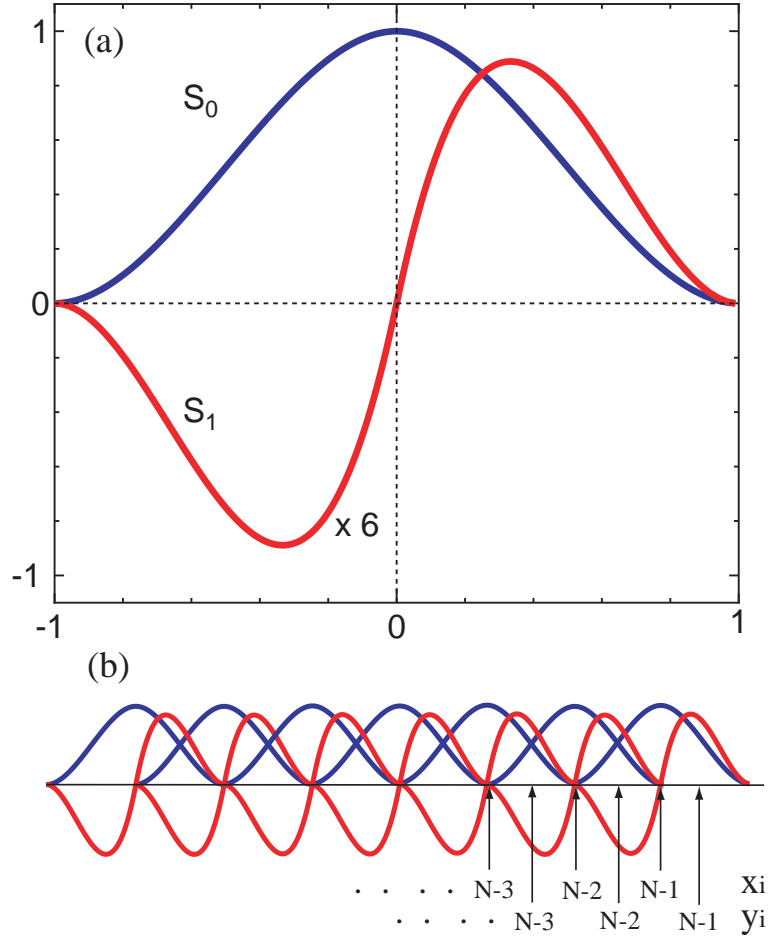 (a)
1
S0
0
S1
x 6
-1
-1 0 1
(b)
. . . . N-3 N-2 N-1 xi
. . . . N-3 N-2 N-1 yi